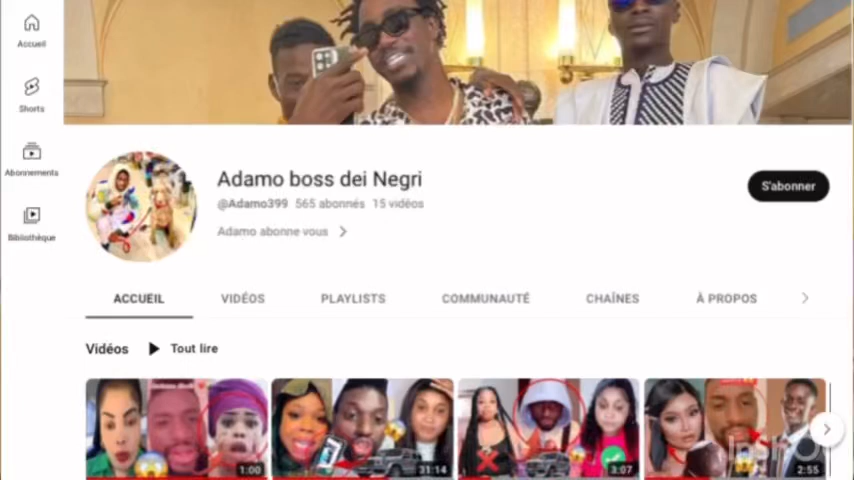 Accueil
Shorts
Abonnements
Bibliothèque
Adamo boss dei Negri
@Adamo399 565 abonnés 15 vidéos
Adamo abonne vous
S'abonner
ACCUEIL VIDÉOS PLAYLISTS COMMUNAUTÉ CHAÎNES À PROPOS
Vidéos Tout lire
1:00 31:14 3:07 2:55
InShOt